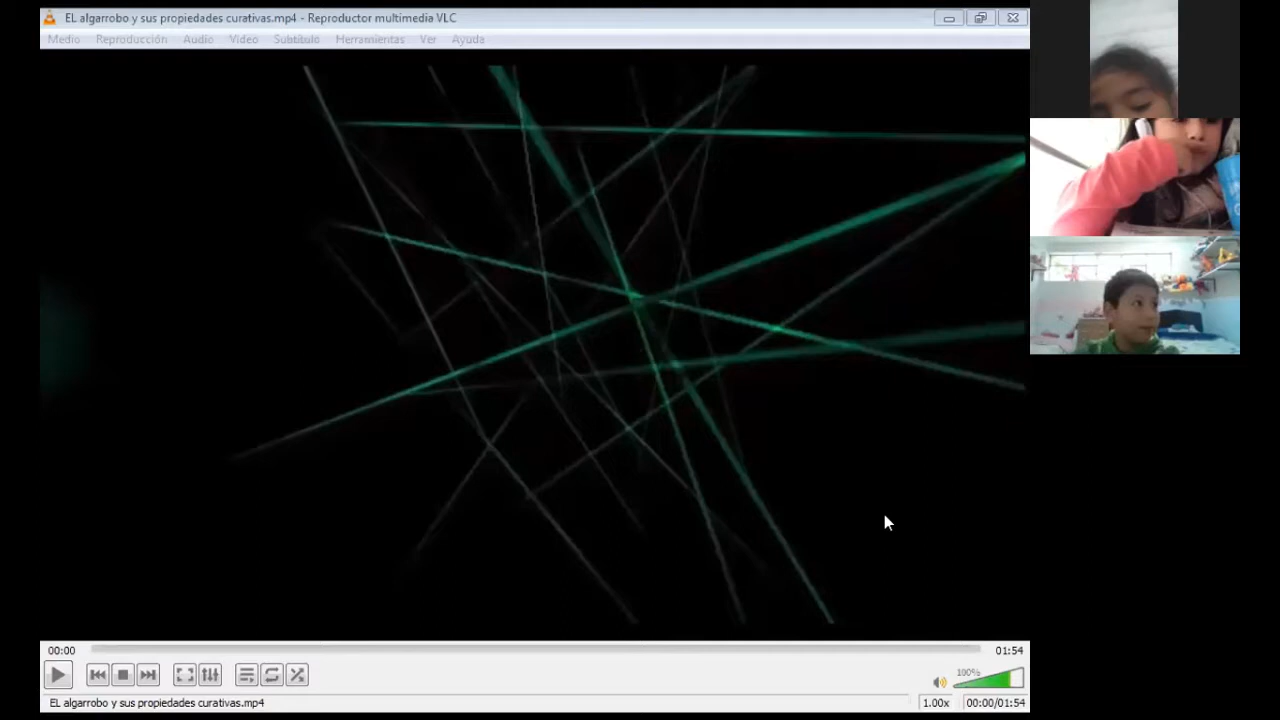 EL algarrobo y sus propiedades curativas.mp4 - Reproductor multimedia VLC
Medio Reproducción Audio Video Subtítulo Herramientas Ver Ayuda
00:00 01:54
100%
EL algarrobo y sus propiedades curativas.mp4 1.00x 00:00/01:54